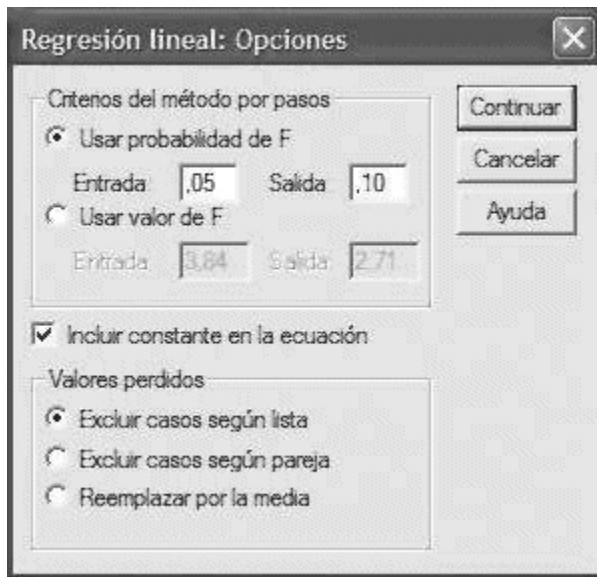 Regresión lineal: Opciones
Criterios del método por pasos
Usar probabilidad de F
Entrada ,05 Salida ,10
Usar valor de F
Entrada 3,84 Salida 2,71
Incluir constante en la ecuación
Valores perdidos
Excluir casos según lista
Excluir casos según pareja
Reemplazar por la media
Continuar
Cancelar
Ayuda